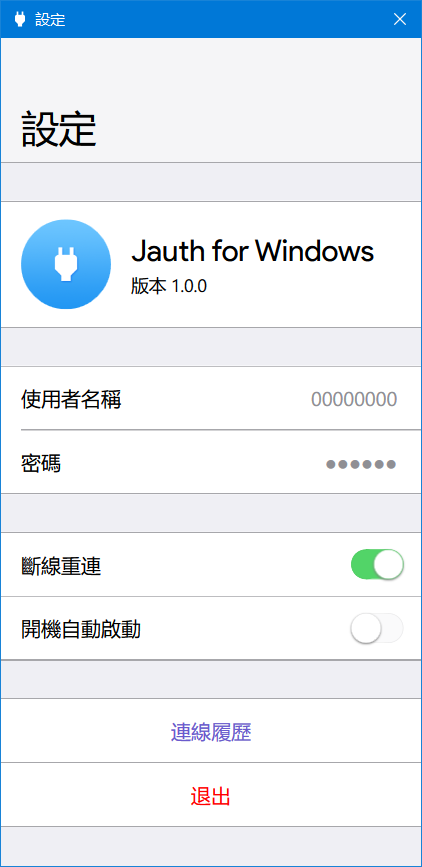 設定
設定
Jauth for Windows
版本 1.0.0
使用者名稱 00000000
密碼 ●●●●●●
斷線重連
開機自動啟動
連線履歷
退出